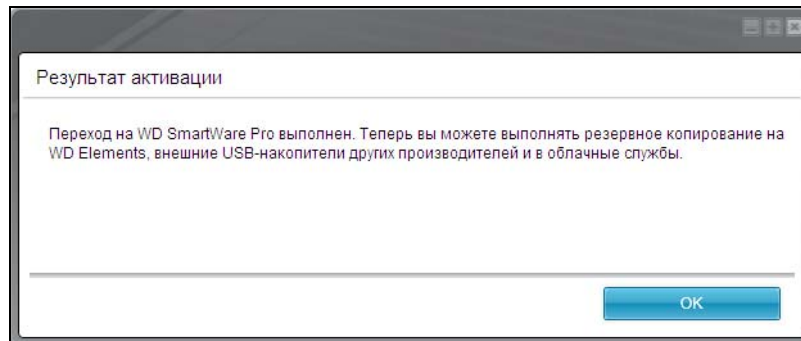 Результат активации
Переход на WD SmartWare Pro выполнен. Теперь вы можете выполнять резервное копирование на
WD Elements, внешние USB-накопители других производителей и в облачные службы.
OK